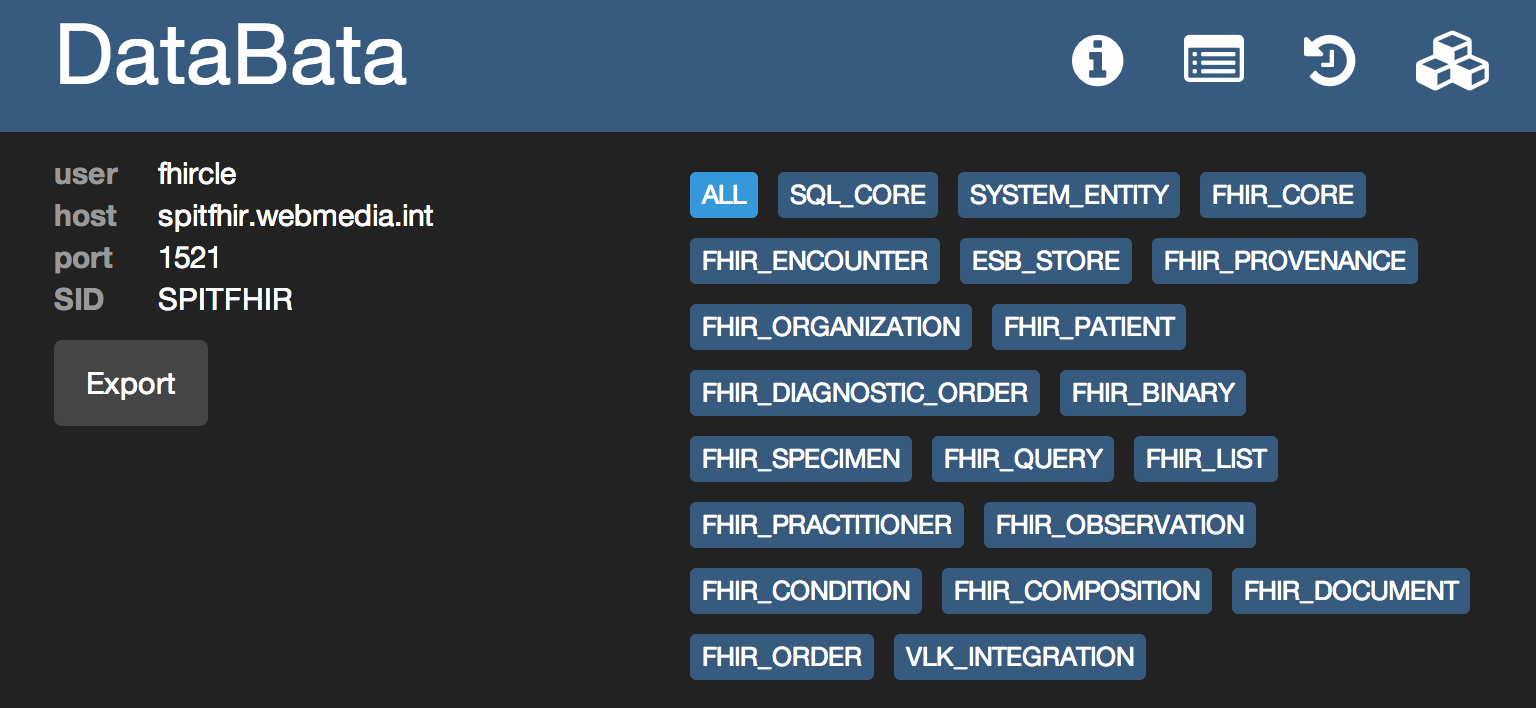 DataBata
user fhircle
host spitfhir.webmedia.int
port 1521
SID SPITFHIR
Export
ALL SQL_CORE SYSTEM_ENTITY FHIR_CORE
FHIR_ENCOUNTER ESB_STORE FHIR_PROVENANCE
FHIR_ORGANIZATION FHIR_PATIENT
FHIR_DIAGNOSTIC_ORDER FHIR_BINARY
FHIR_SPECIMEN FHIR_QUERY FHIR_LIST
FHIR_PRACTITIONER FHIR_OBSERVATION
FHIR_CONDITION FHIR_COMPOSITION FHIR_DOCUMENT
FHIR_ORDER VLK_INTEGRATION